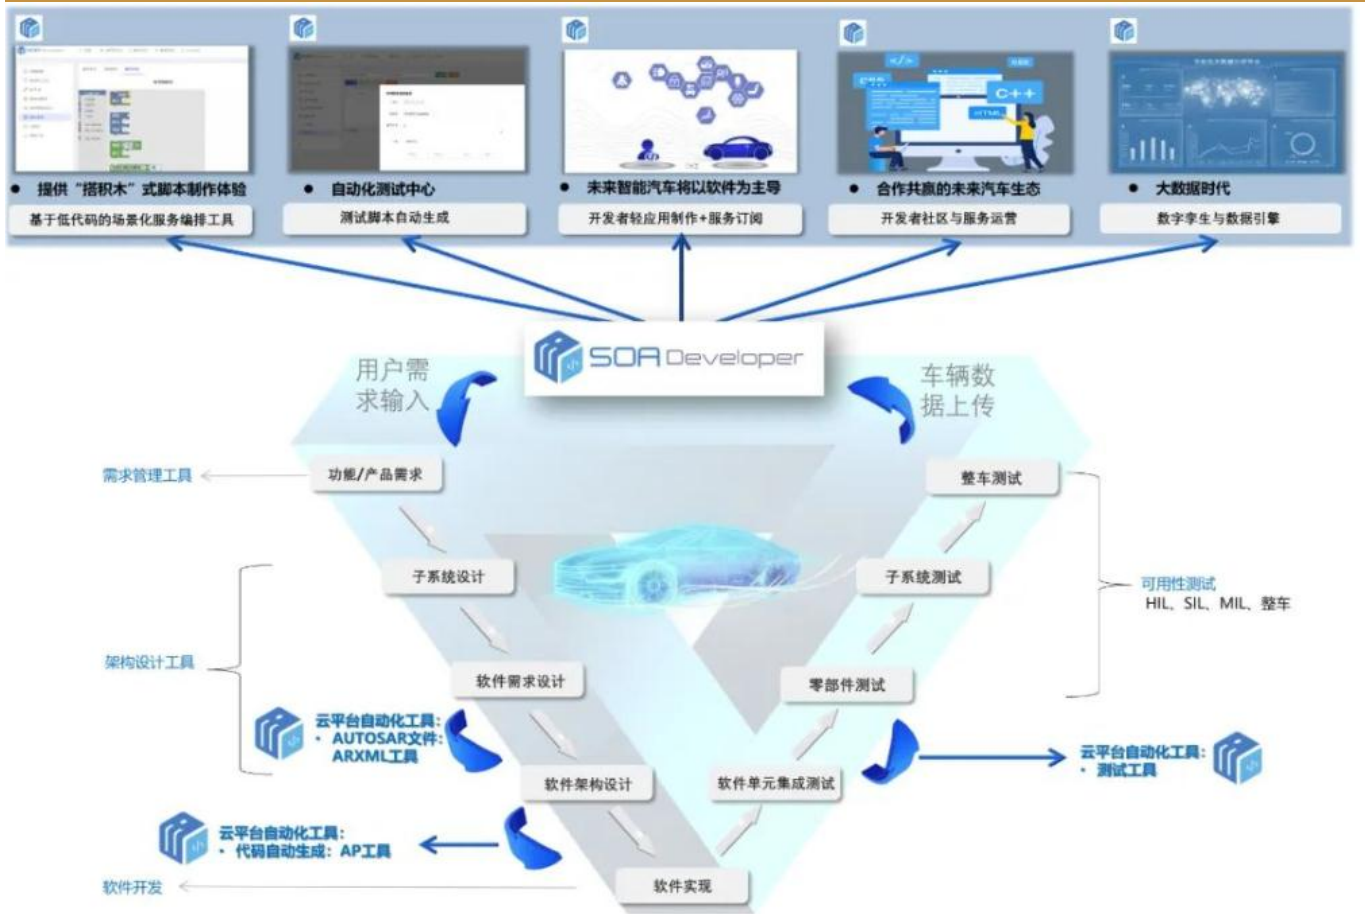 C++
HTML
• 提供“搭积木”式脚本制作体验
• 自动化测试中心
• 未来智能汽车将以软件为主导
• 合作共赢的未来汽车生态
• 大数据时代
基于低代码的场景化服务编排工具
测试脚本自动生成
开发者轻应用制作+服务订阅
开发者社区与服务运营
数字孪生与数据引擎
SOA Developer
用户需
求输入
车辆数
据上传
需求管理工具
功能/产品需求
整车测试
子系统设计
子系统测试
可用性测试
HIL、SIL、MIL、整车
架构设计工具
软件需求设计
零部件测试
云平台自动化工具:
• AUTOSAR文件:
ARXML工具
云平台自动化工具:
• 测试工具
软件架构设计
软件单元集成测试
云平台自动化工具:
• 代码自动生成: AP工具
软件开发
软件实现